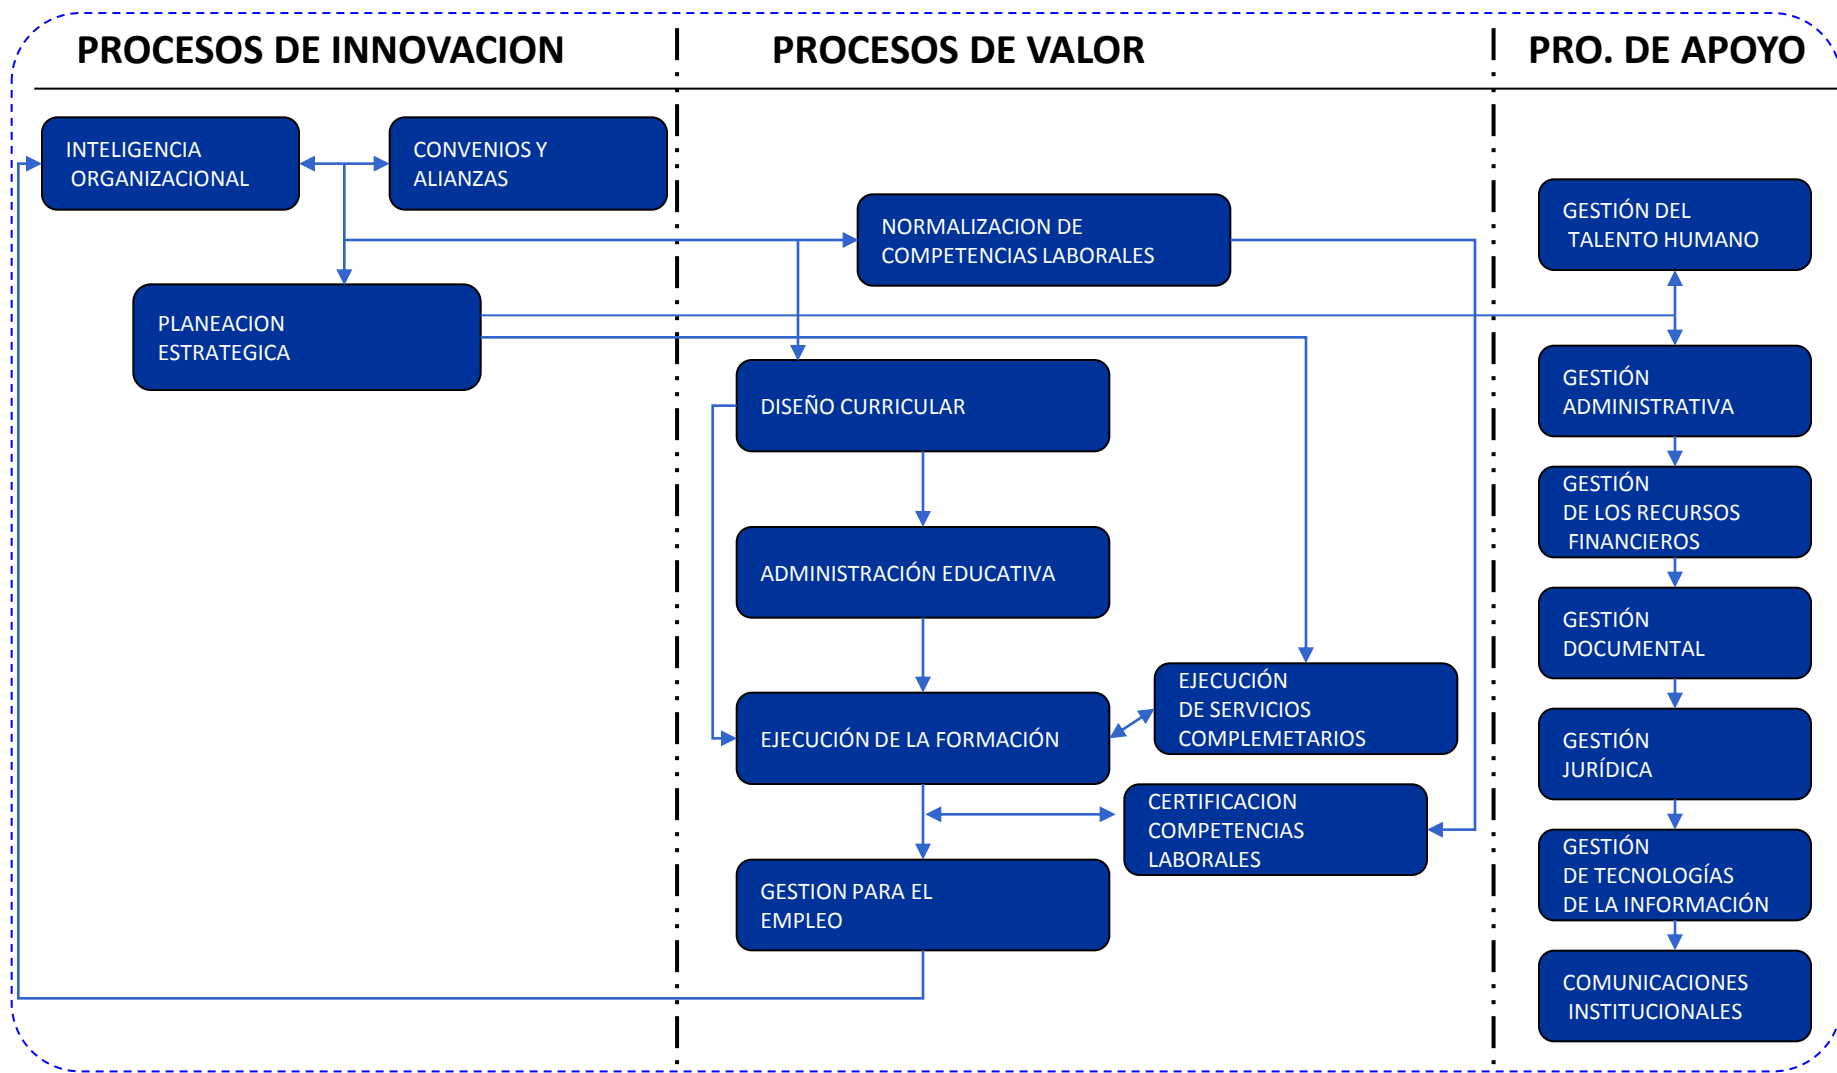 PROCESOS DE INNOVACION
PROCESOS DE VALOR
PRO. DE APOYO
INTELIGENCIA
ORGANIZACIONAL
CONVENIOS Y
ALIANZAS
PLANEACION
ESTRATEGICA
NORMALIZACION DE
COMPETENCIAS LABORALES
DISEÑO CURRICULAR
ADMINISTRACIÓN EDUCATIVA
EJECUCIÓN DE LA FORMACIÓN
EJECUCIÓN
DE SERVICIOS
COMPLEMETARIOS
CERTIFICACION
COMPETENCIAS
LABORALES
GESTION PARA EL
EMPLEO
GESTIÓN DEL
TALENTO HUMANO
GESTIÓN
ADMINISTRATIVA
GESTIÓN
DE LOS RECURSOS
FINANCIEROS
GESTIÓN
DOCUMENTAL
GESTIÓN
JURÍDICA
GESTIÓN
DE TECNOLOGÍAS
DE LA INFORMACIÓN
COMUNICACIONES
INSTITUCIONALES